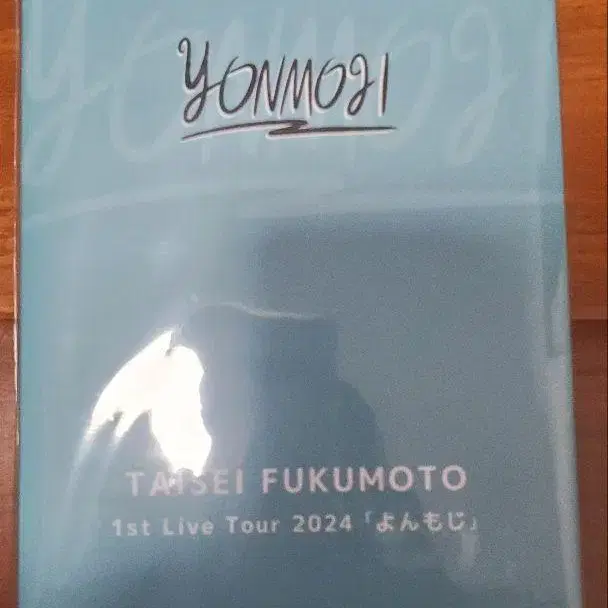 YONMOJI
TAISEI FUKUMOTO
1st Live Tour 2024「よんもじ」